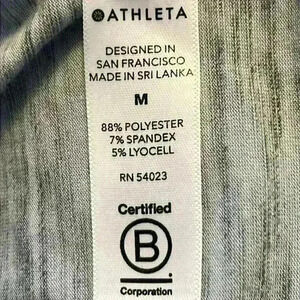 ATHLETA
DESIGNED IN
SAN FRANCISCO
MADE IN SRI LANKA
M
88% POLYESTER
7% SPANDEX
5% LYOCELL
RN 54023
Certified
B
Corporation